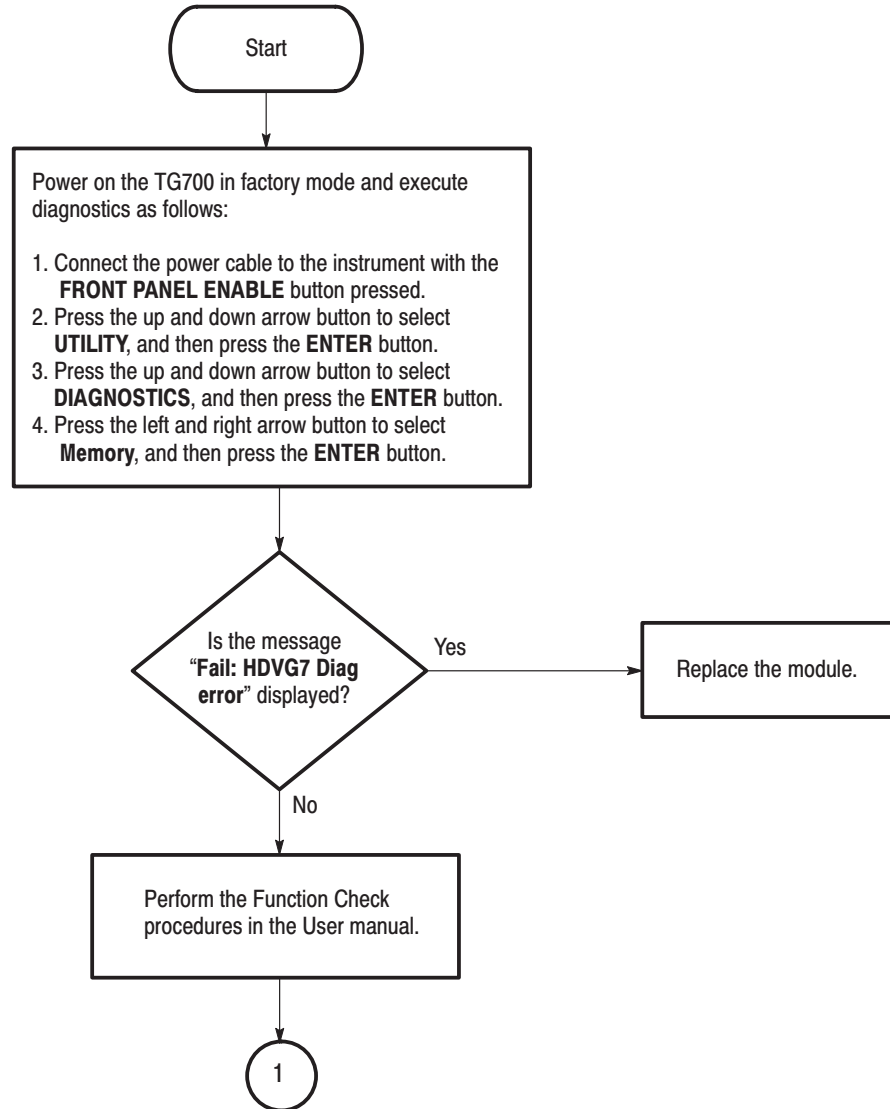 Start
Power on the TG700 in factory mode and execute
diagnostics as follows:
1. Connect the power cable to the instrument with the
FRONT PANEL ENABLE button pressed.
2. Press the up and down arrow button to select
UTILITY, and then press the ENTER button.
3. Press the up and down arrow button to select
DIAGNOSTICS, and then press the ENTER button.
4. Press the left and right arrow button to select
Memory, and then press the ENTER button.
Is the message
“Fail: HDVG7 Diag
error” displayed?
Yes
Replace the module.
No
Perform the Function Check
procedures in the User manual.
1